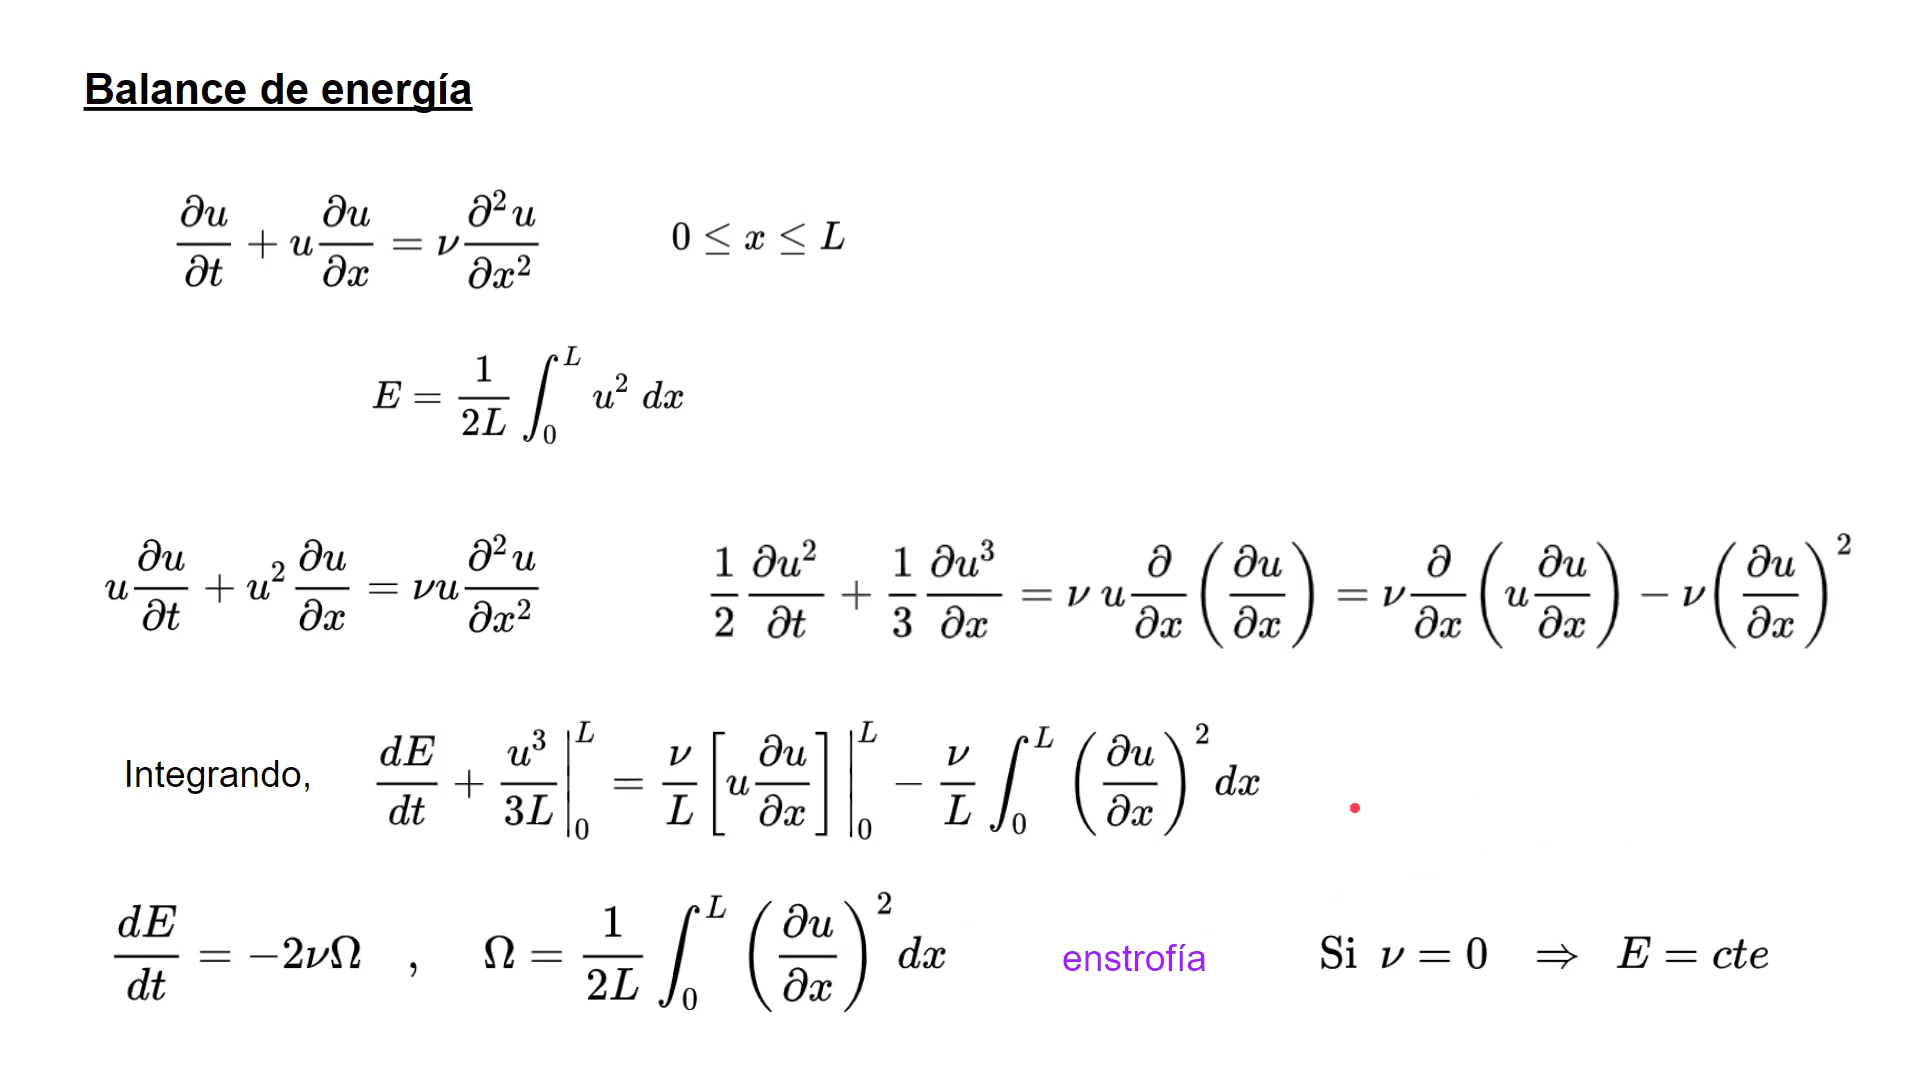 Balance de energía
∂u/∂t + u ∂u/∂x = ν ∂²u/∂x²    0 ≤ x ≤ L
E = 1/2L ∫₀ᴸ u² dx
u ∂u/∂t + u² ∂u/∂x = νu ∂²u/∂x²    1/2 ∂u²/∂t + 1/3 ∂u³/∂x = ν u ∂/∂x (∂u/∂x) = ν ∂/∂x (u ∂u/∂x) − ν (∂u/∂x)²
Integrando, dE/dt + u³/3L |₀ᴸ = ν/L [u ∂u/∂x] |₀ᴸ − ν/L ∫₀ᴸ (∂u/∂x)² dx
dE/dt = −2νΩ , Ω = 1/2L ∫₀ᴸ (∂u/∂x)² dx    enstrofía    Si ν = 0 ⇒ E = cte